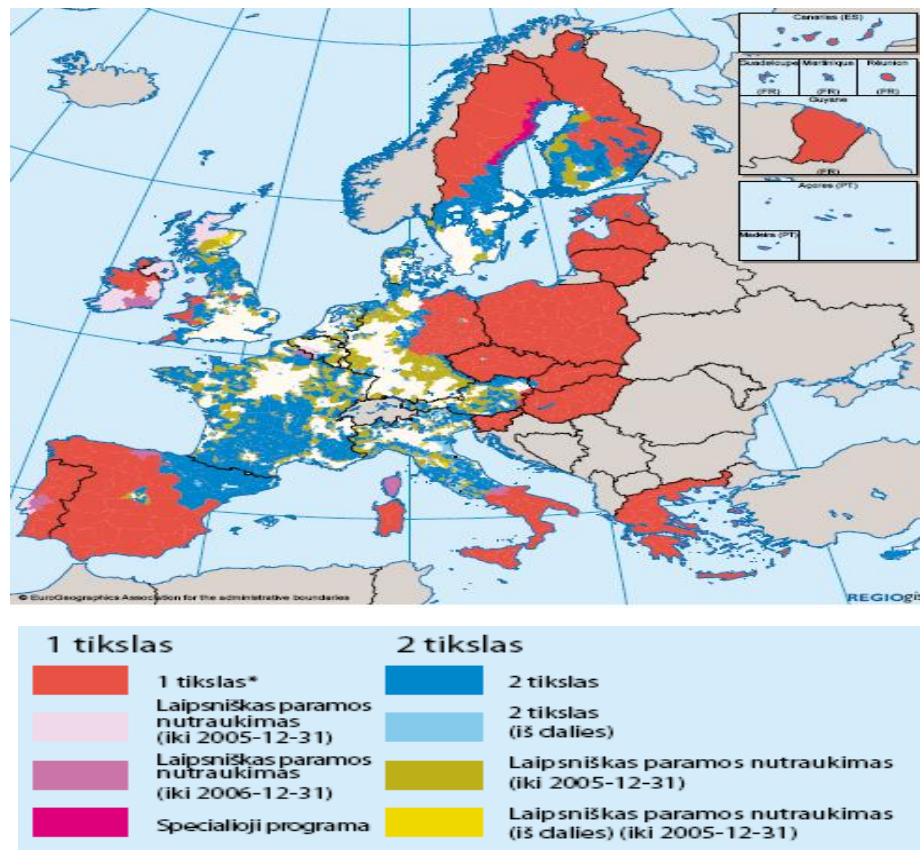 Canarias (ES)
Guadeloupe Martinique Réunion
(FR) (FR) (FR)
Guyane
(FR)
Açores (PT)
Madeira (PT)
© EuroGeographics Association for the administrative boundaries
REGIOgis
1 tikslas
1 tikslas*
Laipsniškas paramos
nutraukimas
(iki 2005-12-31)
Laipsniškas paramos
nutraukimas
(iki 2006-12-31)
Specialioji programa
2 tikslas
2 tikslas
2 tikslas
(iš dalies)
Laipsniškas paramos nutraukimas
(iki 2005-12-31)
Laipsniškas paramos nutraukimas
(iš dalies) (iki 2005-12-31)